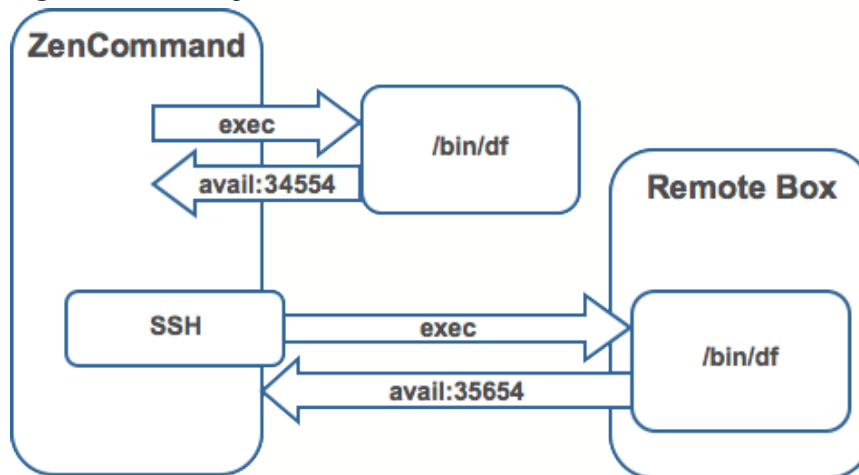 ZenCommand
exec
/bin/df
avail:34554
Remote Box
SSH
exec
/bin/df
avail:35654